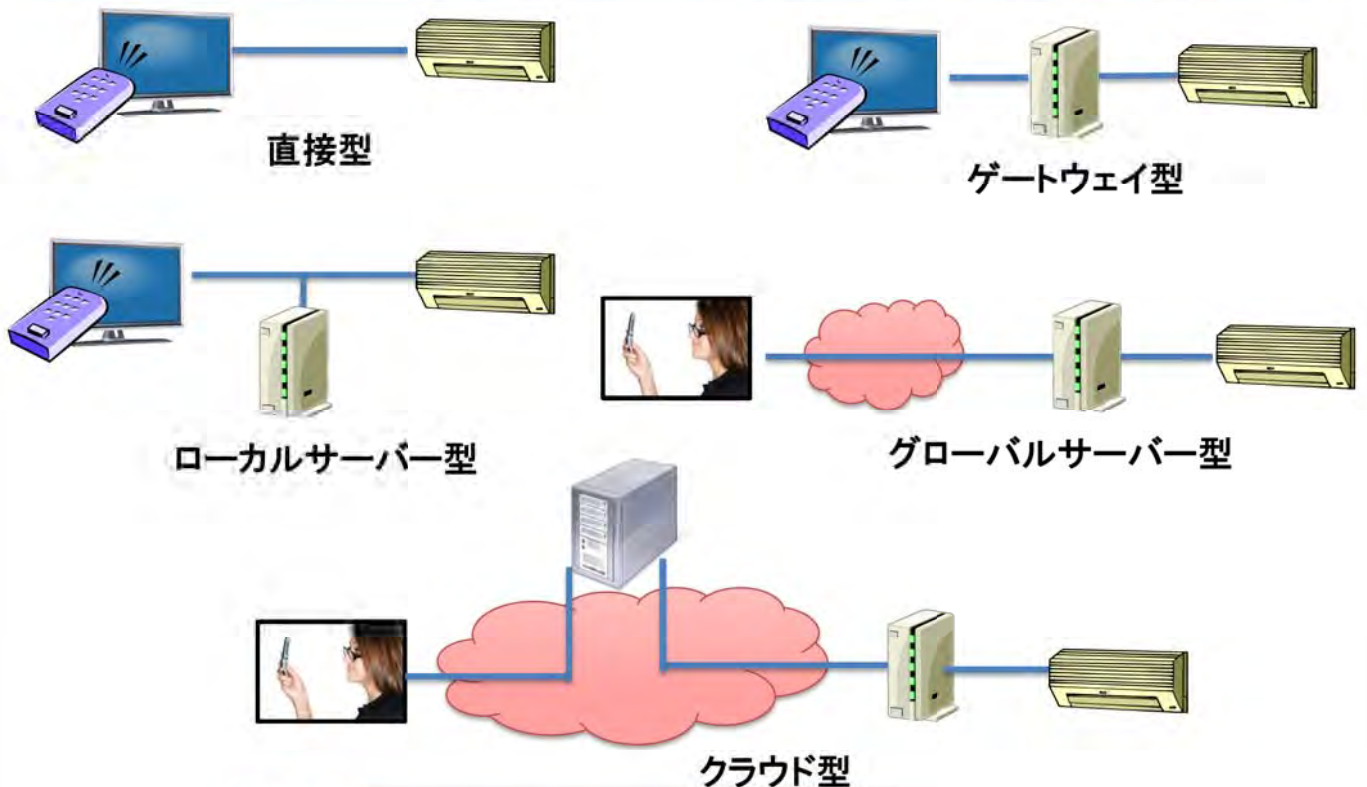 直接型
ゲートウェイ型
ローカルサーバー型
グローバルサーバー型
クラウド型